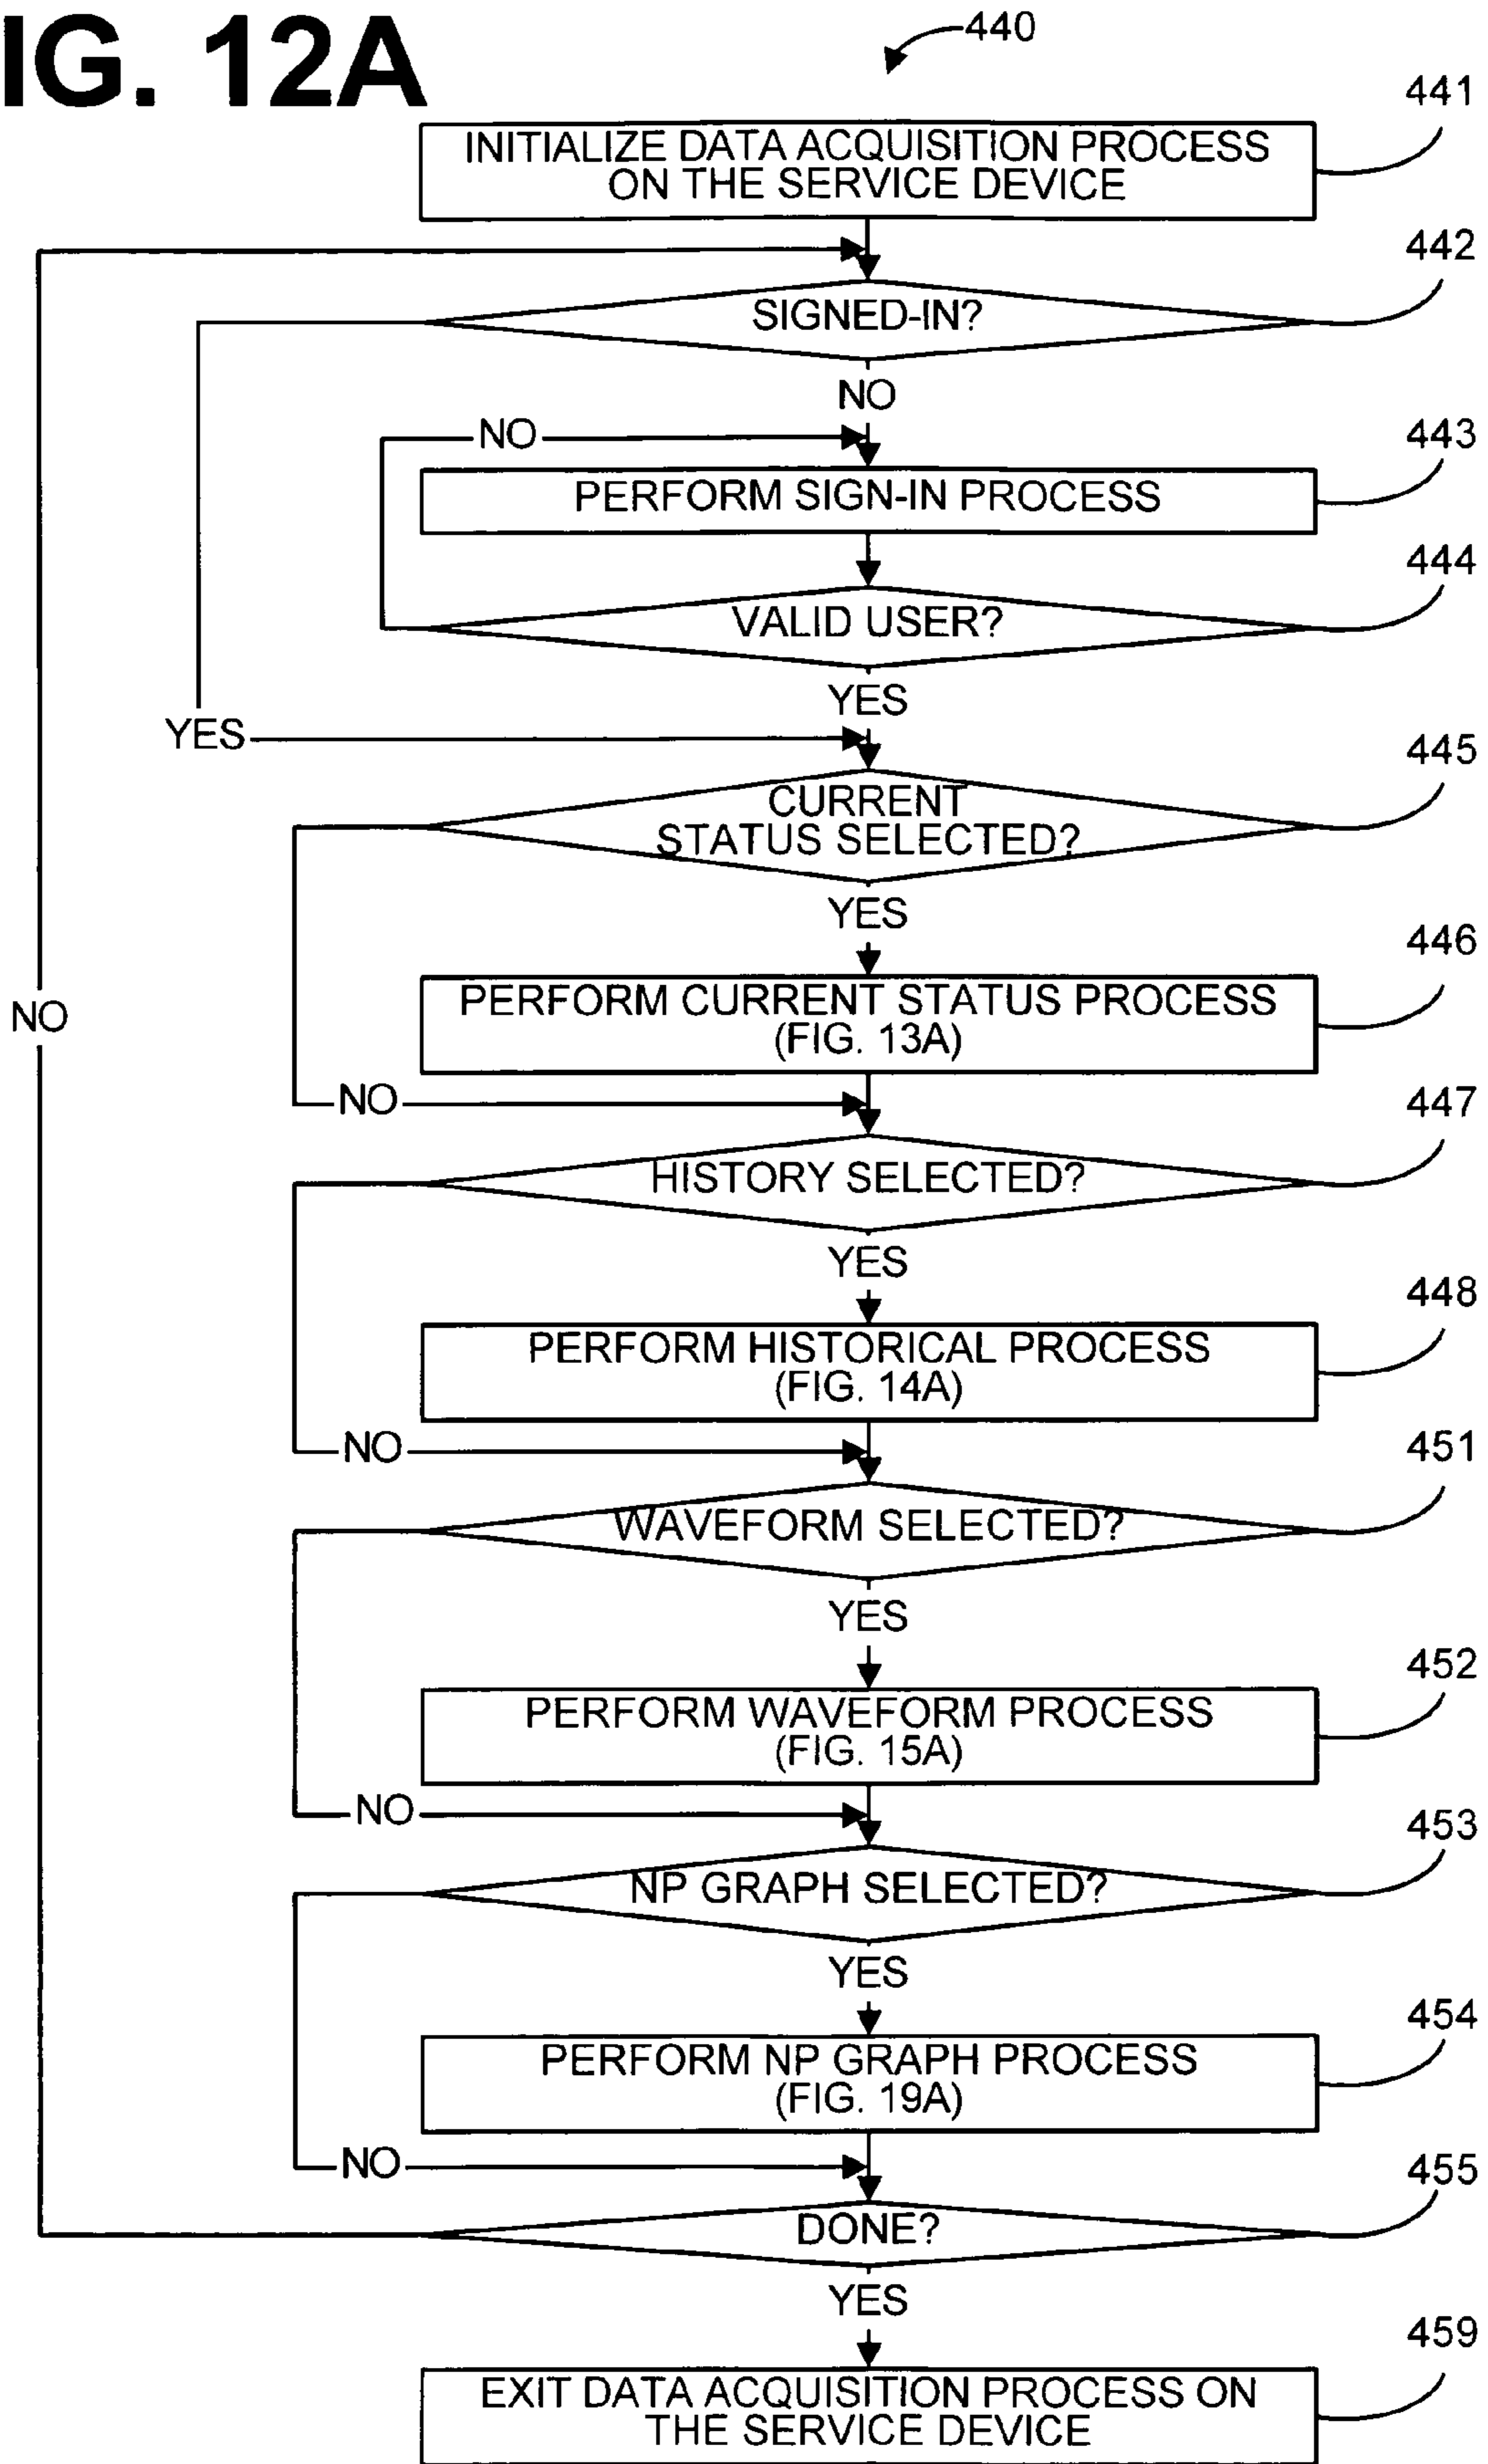 IG. 12A
440
441
INITIALIZE DATA ACQUISITION PROCESS
ON THE SERVICE DEVICE
442
SIGNED-IN?
NO
NO
443
PERFORM SIGN-IN PROCESS
444
VALID USER?
YES
YES
445
CURRENT
STATUS SELECTED?
YES
446
PERFORM CURRENT STATUS PROCESS
(FIG. 13A)
NO
NO
447
HISTORY SELECTED?
YES
448
PERFORM HISTORICAL PROCESS
(FIG. 14A)
NO
451
WAVEFORM SELECTED?
YES
452
PERFORM WAVEFORM PROCESS
(FIG. 15A)
NO
453
NP GRAPH SELECTED?
YES
454
PERFORM NP GRAPH PROCESS
(FIG. 19A)
NO
455
DONE?
YES
459
EXIT DATA ACQUISITION PROCESS ON
THE SERVICE DEVICE